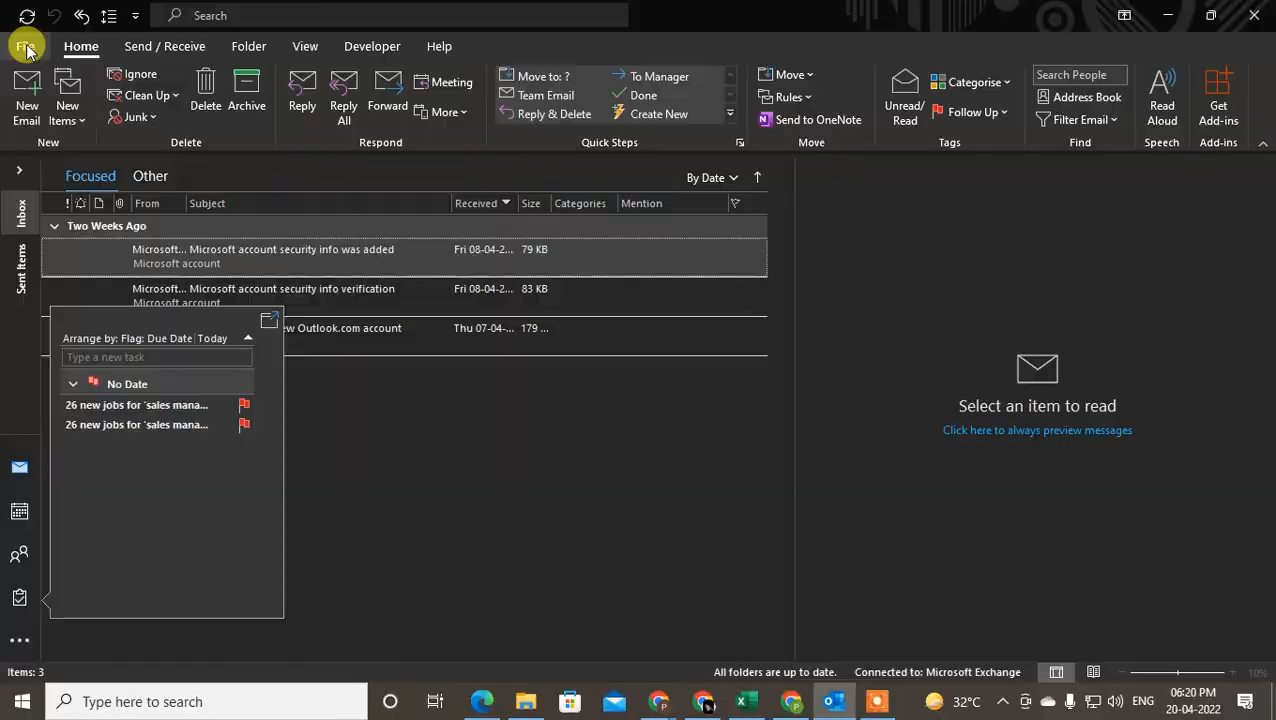 Search
File Home Send / Receive Folder View Developer Help
New Email
New Items
Ignore
Clean Up
Junk
Delete
Archive
Reply
Reply All
Forward
Meeting
More
Move to: ?
Team Email
Reply & Delete
To Manager
Done
Create New
Move
Rules
Send to OneNote
Unread/ Read
Categorise
Follow Up
Search People
Address Book
Filter Email
Read Aloud
Get Add-ins
New Delete Respond Quick Steps Move Tags Find Speech Add-ins
Focused Other By Date
! From Subject Received Size Categories Mention
Inbox
Sent Items
Two Weeks Ago
Microsoft... Microsoft account security info was added Fri 08-04-2... 79 KB
Microsoft account
Microsoft... Microsoft account security info verification Fri 08-04-2... 83 KB
Microsoft account
ew Outlook.com account Thu 07-04-... 179 ...
Arrange by: Flag: Due Date Today
Type a new task
No Date
26 new jobs for 'sales mana...
26 new jobs for 'sales mana...
Select an item to read
Click here to always preview messages
Items: 3 All folders are up to date. Connected to: Microsoft Exchange 10%
Type here to search 32°C ENG
06:20 PM
20-04-2022